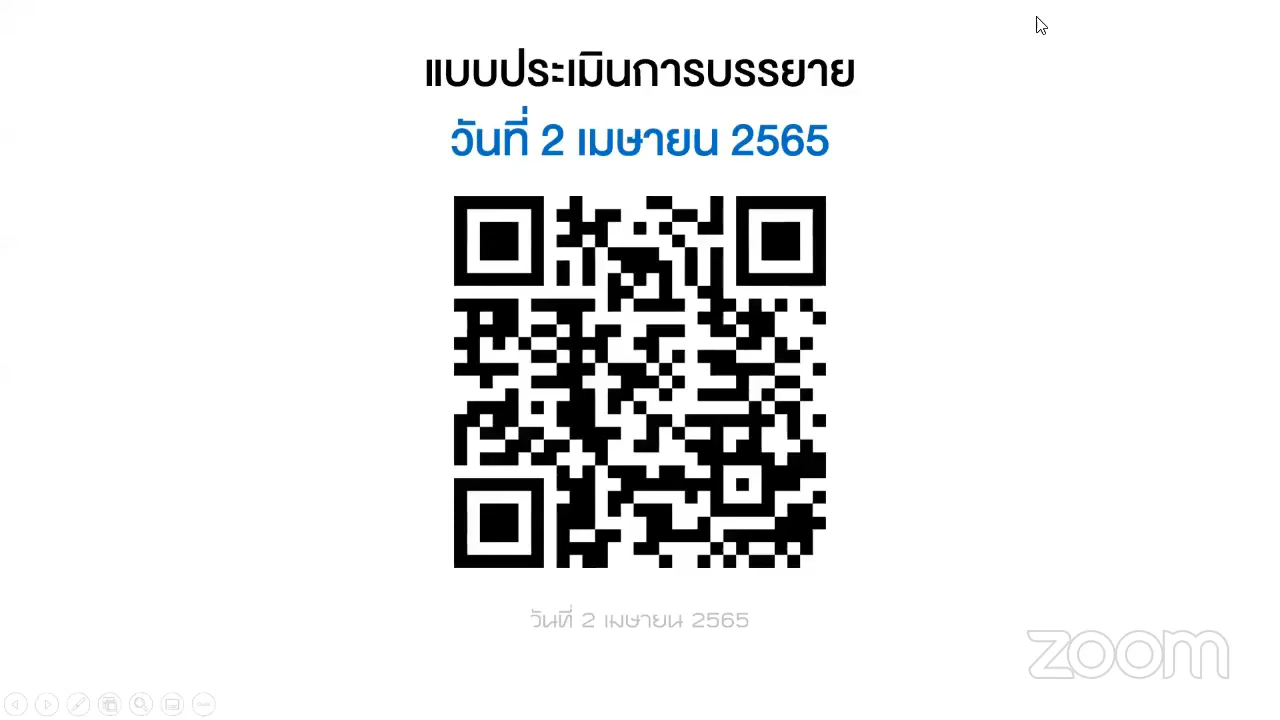 แบบประเมินการบรรยาย
วันที่ 2 เมษายน 2565
วันที่ 2 เมษายน 2565
zoom